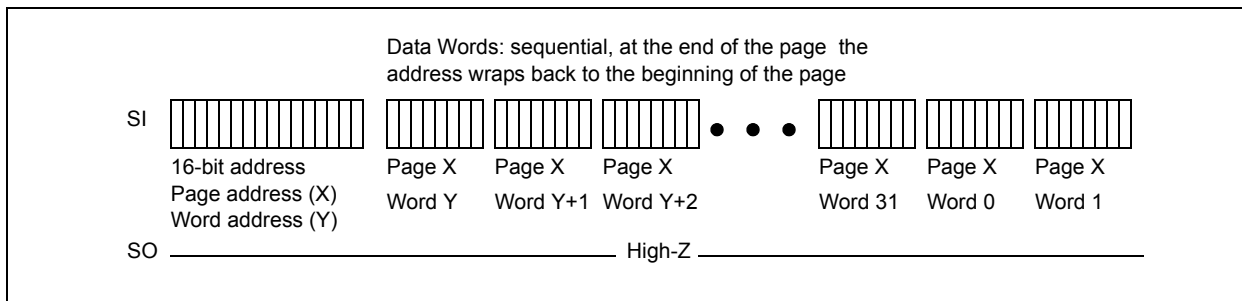 Data Words: sequential, at the end of the page the
address wraps back to the beginning of the page
SI
16-bit address
Page address (X)
Word address (Y)
Page X Page X Page X Page X Page X Page X
Word Y Word Y+1 Word Y+2 Word 31 Word 0 Word 1
SO High-Z